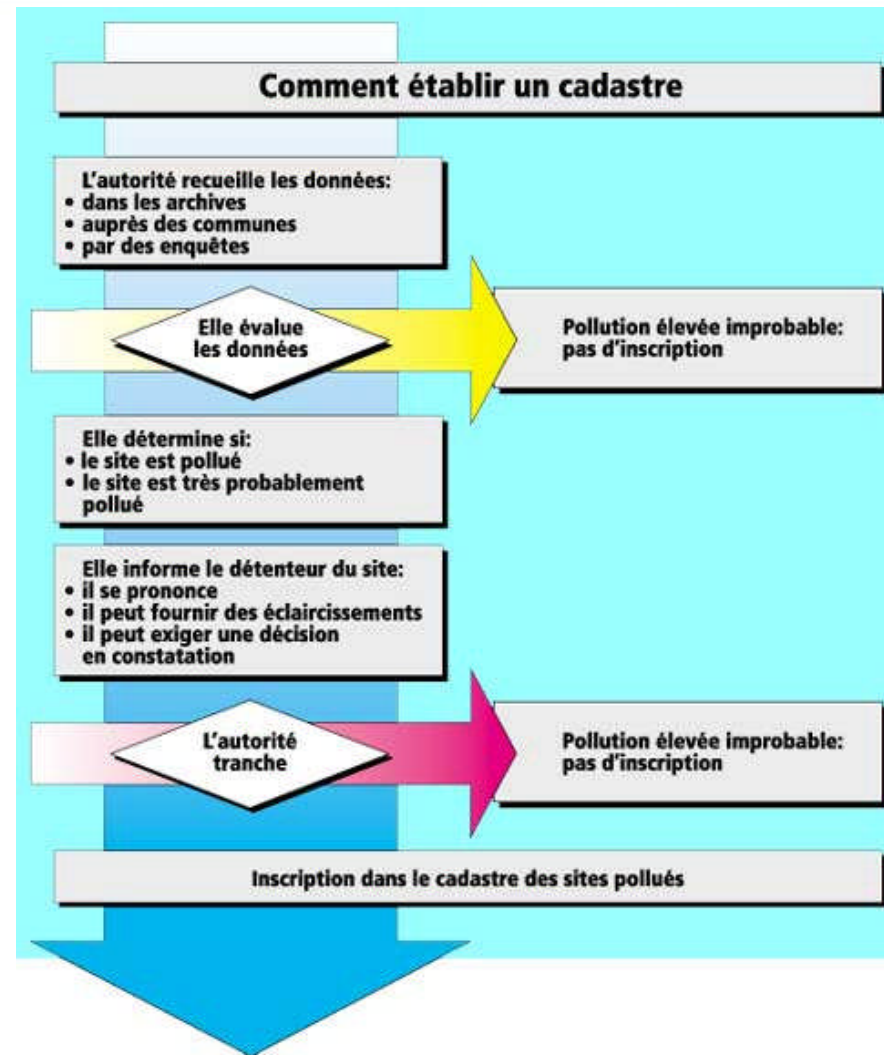 Comment établir un cadastre
L'autorité recueille les données:
• dans les archives
• auprès des communes
• par des enquêtes
Elle évalue
les données
Pollution élevée improbable:
pas d'inscription
Elle détermine si:
• le site est pollué
• le site est très probablement
pollué
Elle informe le détenteur du site:
• il se prononce
• il peut fournir des éclaircissements
• il peut exiger une décision
en constatation
L'autorité
tranche
Pollution élevée improbable:
pas d'inscription
Inscription dans le cadastre des sites pollués